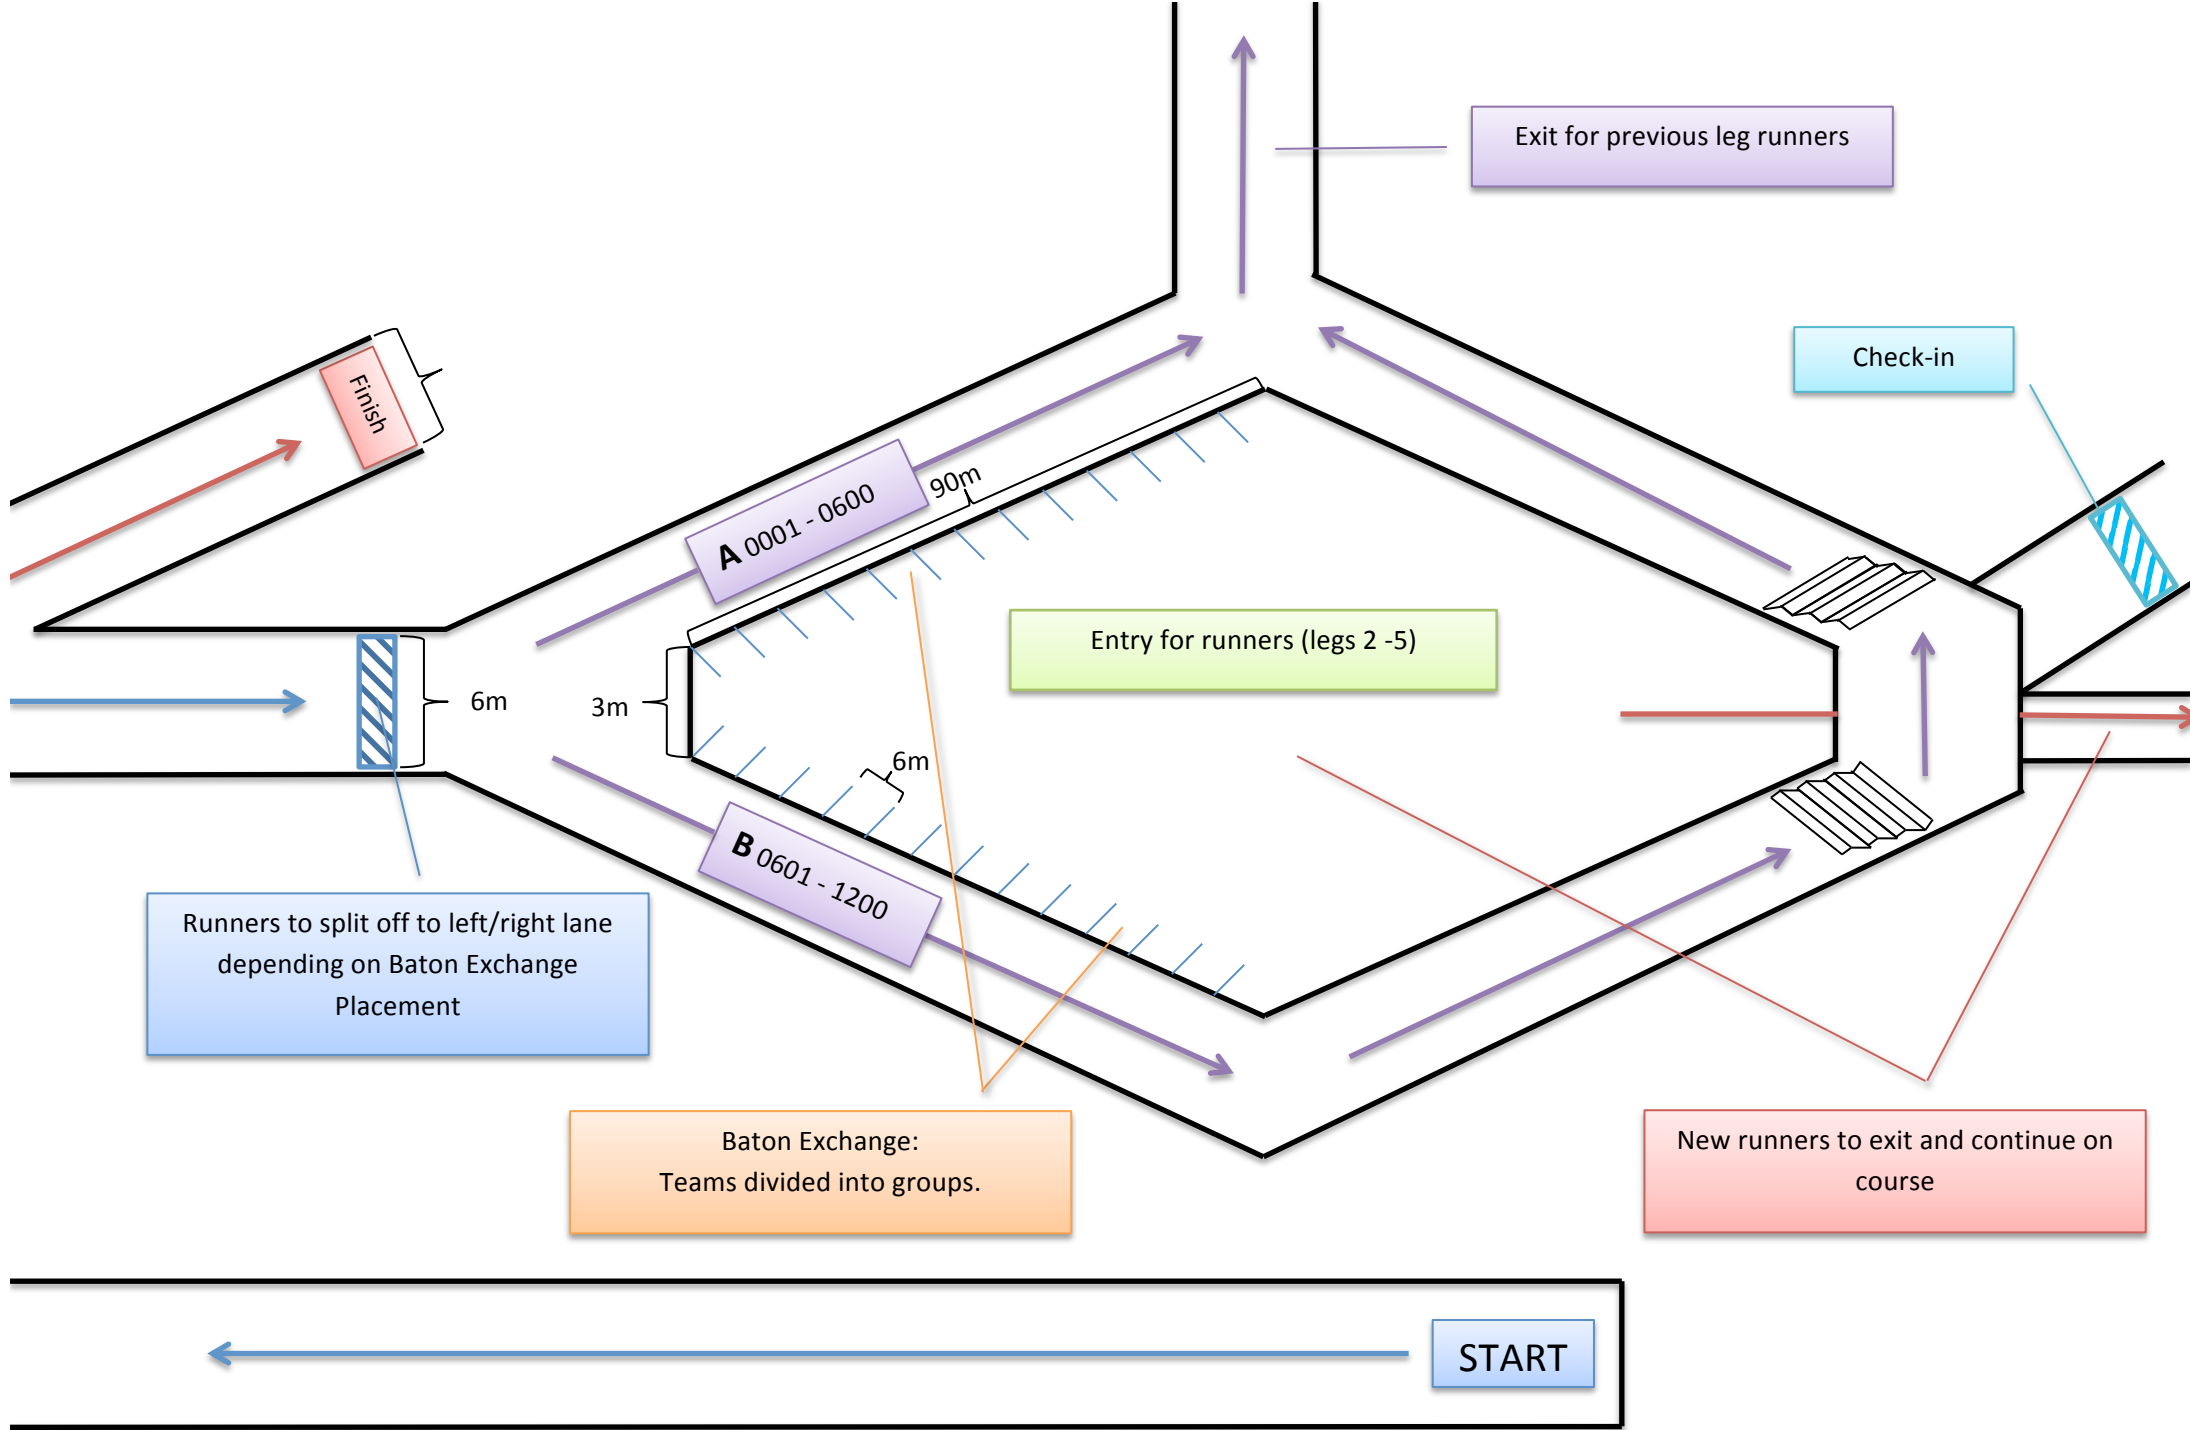 Exit for previous leg runners
Check-in
Finish
90m
A 0001 - 0600
Entry for runners (legs 2 -5)
6m
3m
6m
B 0601 - 1200
Runners to split off to left/right lane
depending on Baton Exchange
Placement
Baton Exchange:
Teams divided into groups.
New runners to exit and continue on
course
START